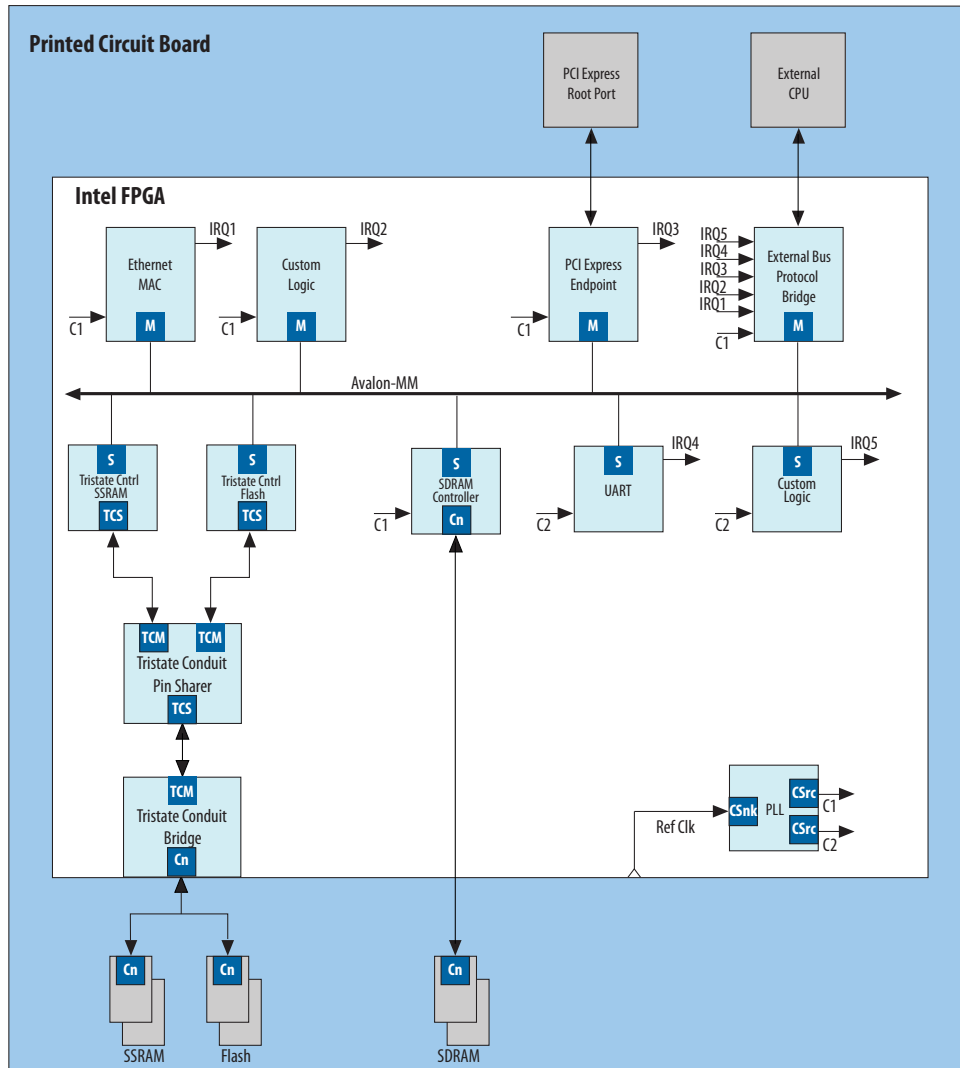 Printed Circuit Board
PCI Express
Root Port
External
CPU
Intel FPGA
IRQ1
IRQ2
IRQ3
Ethernet
MAC
Custom
Logic
PCI Express
Endpoint
IRQ5
IRQ4
IRQ3
IRQ2
IRQ1
External Bus
Protocol
Bridge
C1
M
C1
M
C1
M
C1
M
Avalon-MM
S
Tristate Cntrl
SSRAM
TCS
S
Tristate Cntrl
Flash
TCS
S
SDRAM
Controller
C1
Cn
S
UART
IRQ4
C2
S
Custom
Logic
IRQ5
C2
TCM
TCM
Tristate Conduit
Pin Sharer
TCS
TCM
Tristate Conduit
Bridge
Cn
Ref Clk
CSnk
PLL
CSrc
C1
CSrc
C2
Cn
Cn
Cn
SSRAM
Flash
SDRAM